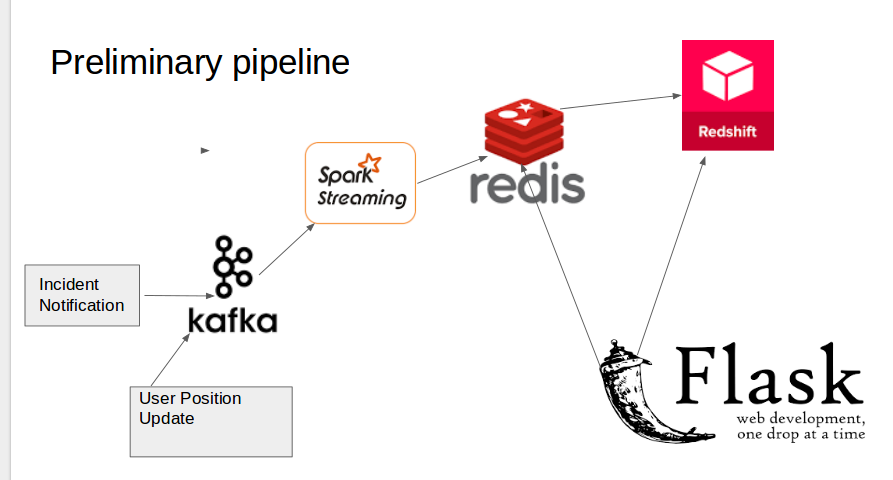 Preliminary pipeline
Redshift
Spark
Streaming
redis
Incident
Notification
kafka
User Position
Update
Flask
web development,
one drop at a time